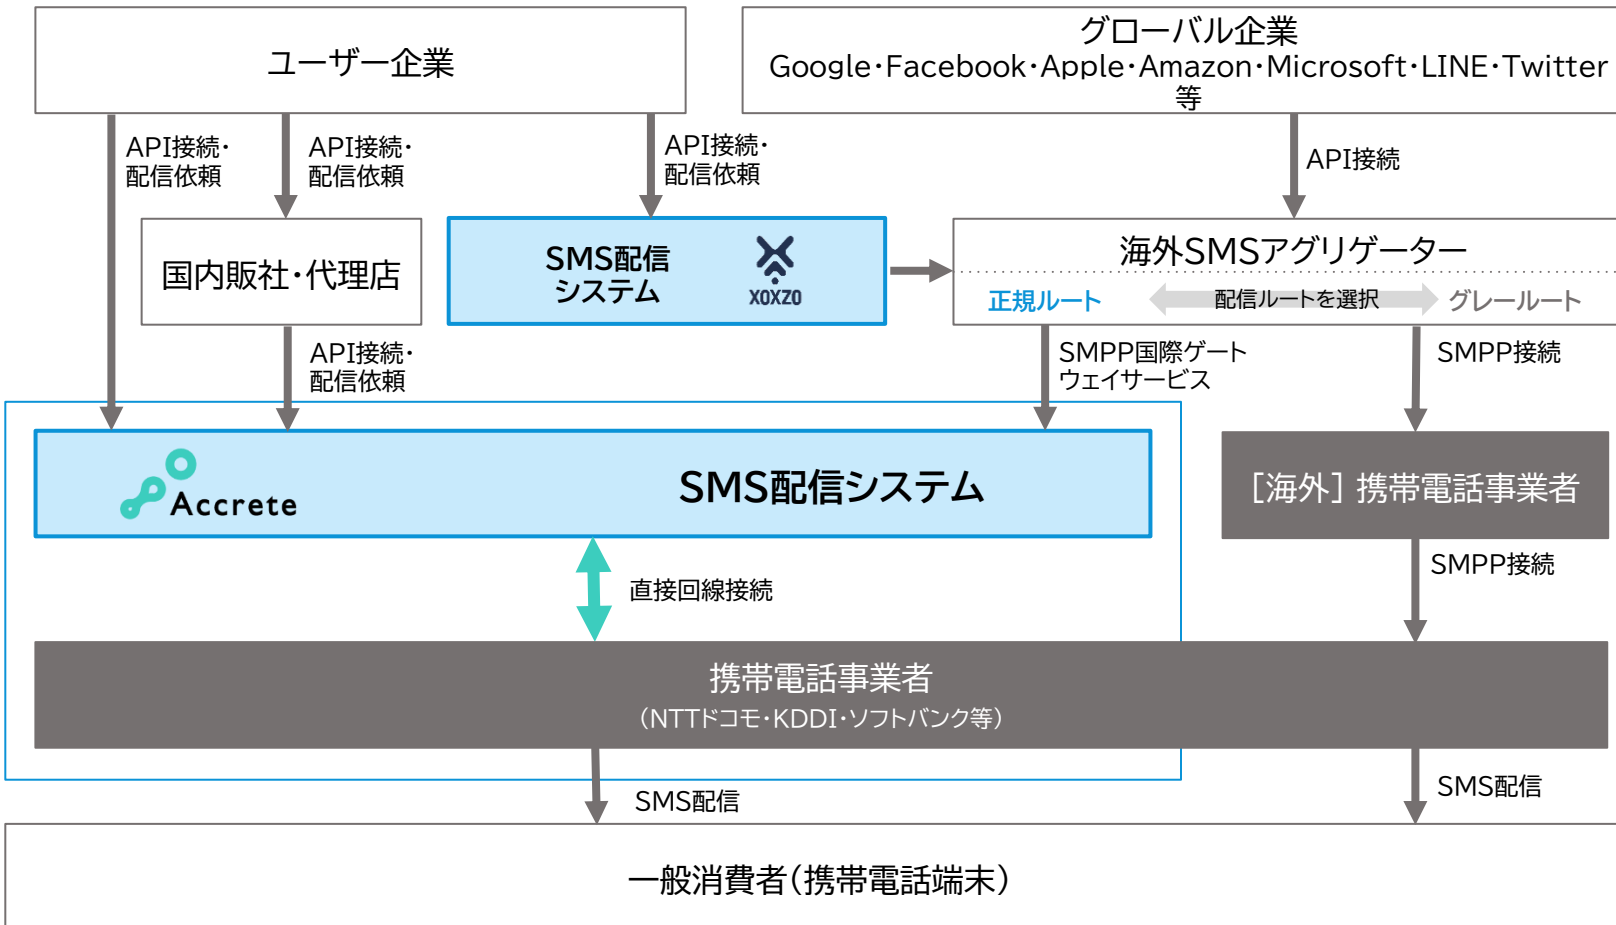 ユーザー企業
グローバル企業
Google・Facebook・Apple・Amazon・Microsoft・LINE・Twitter
等
API接続・
配信依頼
API接続・
配信依頼
API接続・
配信依頼
API接続
国内販社・代理店
SMS配信
システム
XOXZO
海外SMSアグリゲーター
正規ルート
配信ルートを選択
グレールート
API接続・
配信依頼
SMPP国際ゲート
ウェイサービス
SMPP接続
Accrete
SMS配信システム
［海外］携帯電話事業者
直接回線接続
SMPP接続
携帯電話事業者
（NTTドコモ・KDDI・ソフトバンク等）
SMS配信
SMS配信
一般消費者（携帯電話端末）